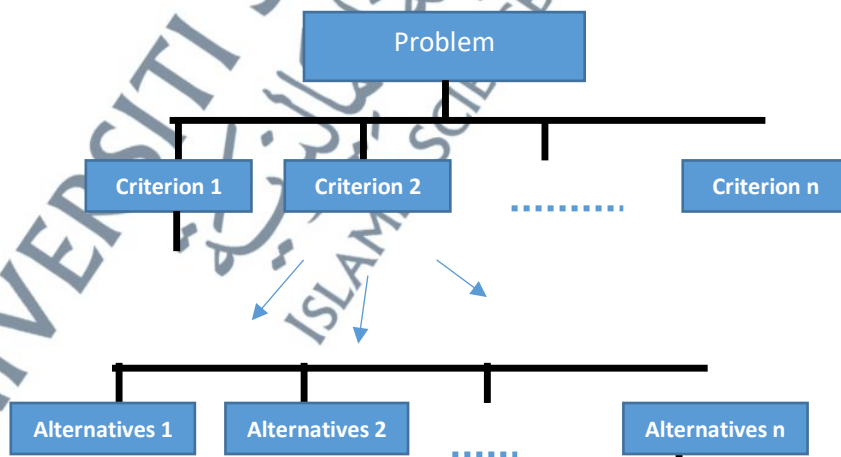 Problem
Criterion 1
Criterion 2
Criterion n
Alternatives 1
Alternatives 2
Alternatives n